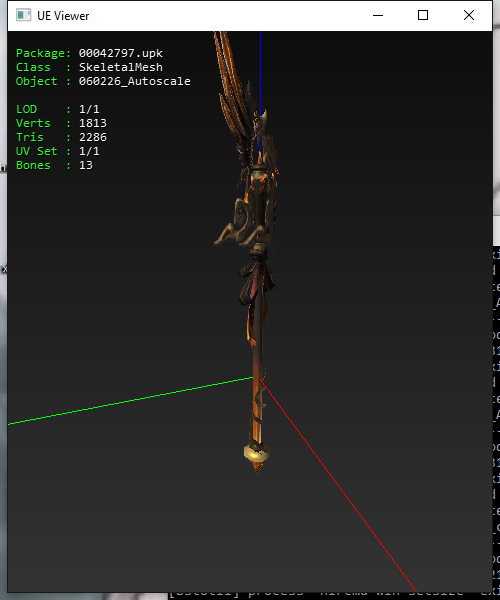 UE Viewer
Package: 00042797.upk
Class  : SkeletalMesh
Object : 060226_Autoscale
LOD    : 1/1
Verts  : 1813
Tris   : 2286
UV Set : 1/1
Bones  : 13